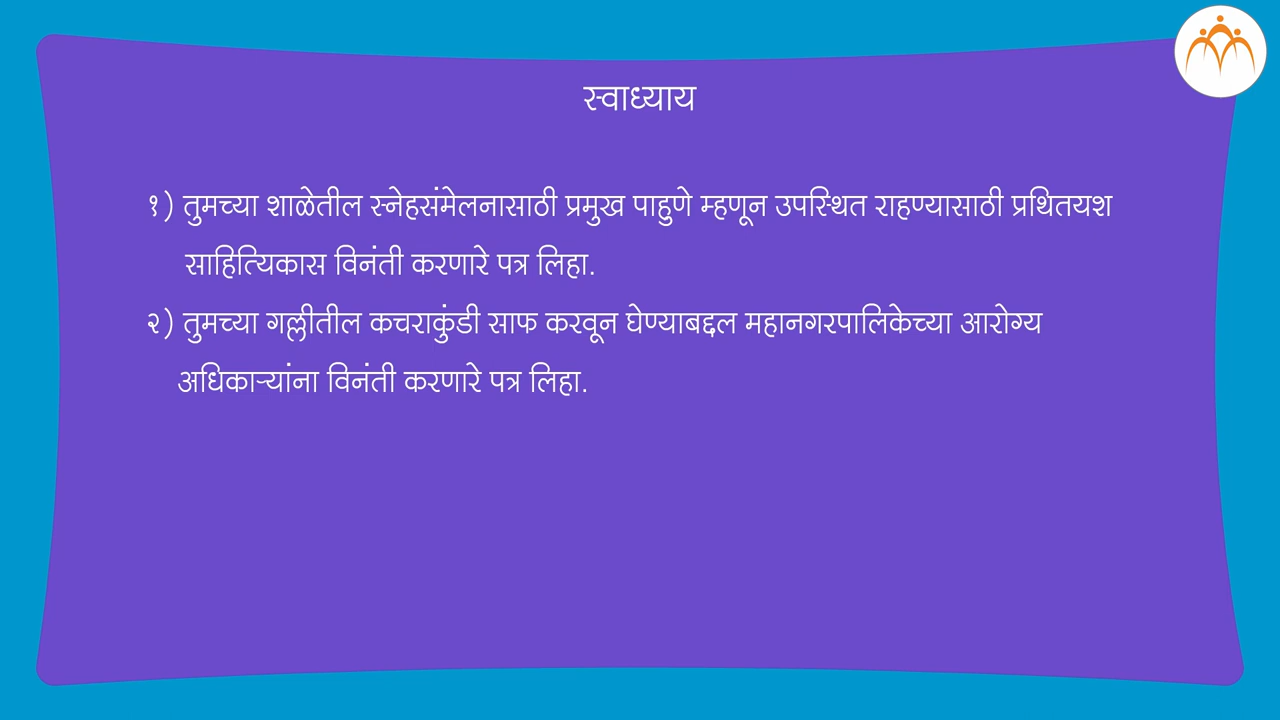 स्वाध्याय
१) तुमच्या शाळेतील स्नेहसंमेलनासाठी प्रमुख पाहुणे म्हणून उपस्थित राहण्यासाठी प्रथितयश
साहित्यिकास विनंती करणारे पत्र लिहा.
२) तुमच्या गल्लीतील कचराकुंडी साफ करवून घेण्याबद्दल महानगरपालिकेच्या आरोग्य
अधिकाऱ्यांना विनंती करणारे पत्र लिहा.